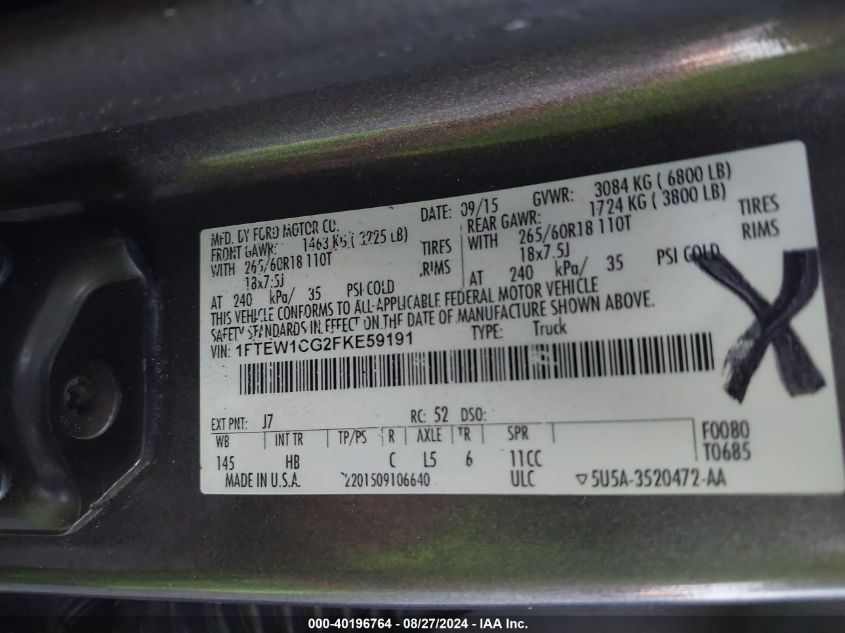 MFD. BY FORD MOTOR CO. DATE: 09/15 GVWR: 3084 KG ( 6800 LB)
FRONT GAWR: 1463 KG ( 3225 LB) REAR GAWR: 1724 KG ( 3800 LB)
WITH 265/60R18 110T TIRES WITH 265/60R18 110T TIRES
18x7.5J RIMS 18x7.5J RIMS
AT 240 kPa/ 35 PSI COLD AT 240 kPa/ 35 PSI COLD
THIS VEHICLE CONFORMS TO ALL APPLICABLE FEDERAL MOTOR VEHICLE
SAFETY STANDARDS IN EFFECT ON THE DATE OF MANUFACTURE SHOWN ABOVE.
VIN: 1FTEW1CG2FKE59191 TYPE: Truck
EXT PNT: J7 RC: 52 DSO:
WB INT TR TP/PS R AXLE TR SPR F0080
145 HB C L5 6 11CC T0685
MADE IN U.S.A. 2201509106640 ULC ▽5U5A-3520472-AA
000-40196764 - 08/27/2024 - IAA Inc.